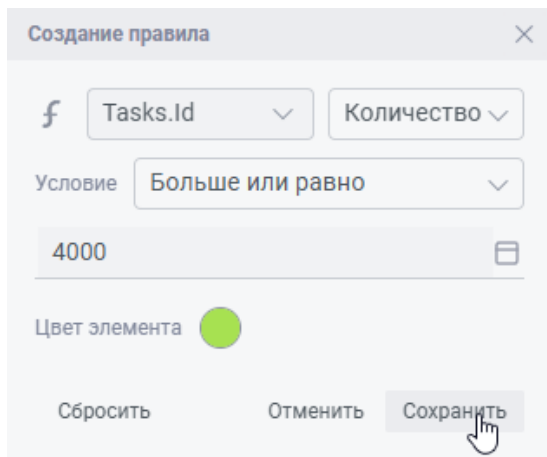 Создание правила
Tasks.Id Количество
Условие Больше или равно
4000
Цвет элемента
Сбросить Отменить Сохранить